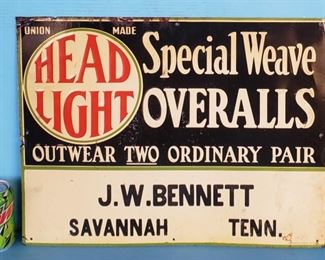 UNION MADE
HEAD LIGHT
Special Weave
OVERALLS
OUTWEAR TWO ORDINARY PAIR
J.W.BENNETT
SAVANNAH TENN.